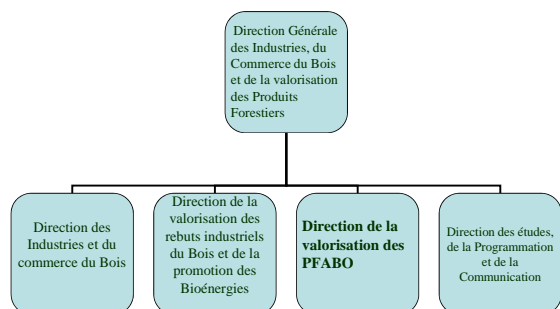 Direction Générale
des Industries, du
Commerce du Bois
et de la valorisation
des Produits
Forestiers
Direction des
Industries et du
commerce du Bois
Direction de la
valorisation des
rebuts industriels
du Bois et de la
promotion des
Bioénergies
Direction de la
valorisation des
PFABO
Direction des études,
de la Programmation
et de la
Communication